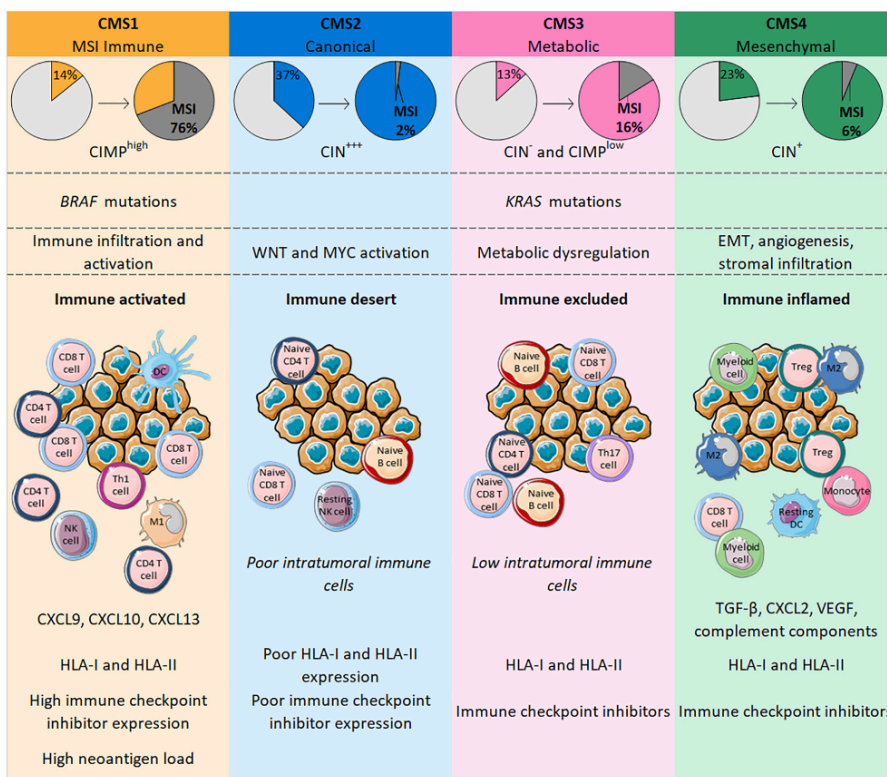 CMS1
MSI Immune
14%
MSI
76%
CIMPhigh
BRAF mutations
Immune infiltration and
activation
Immune activated
CD8 T
cell
DC
CD4 T
cell
CD8 T
cell
CD8 T
cell
Th1
cell
CD4 T
cell
NK
cell
M1
CD4 T
cell
CXCL9, CXCL10, CXCL13
HLA-I and HLA-II
High immune checkpoint
inhibitor expression
High neoantigen load
CMS2
Canonical
37%
MSI
2%
CIN+++
WNT and MYC activation
Immune desert
Naive
CD4 T
cell
Naive
B cell
Naive
CD8 T
cell
Resting
NK cell
Poor intratumoral immune
cells
Poor HLA-I and HLA-II
expression
Poor immune checkpoint
inhibitor expression
CMS3
Metabolic
13%
MSI
16%
CIN- and CIMPlow
KRAS mutations
Metabolic dysregulation
Immune excluded
Naive
B cell
Naive
CD8 T
cell
Naive
CD4 T
cell
Th17
cell
Naive
CD8 T
cell
Naive
B cell
Low intratumoral immune
cells
HLA-I and HLA-II
Immune checkpoint inhibitors
CMS4
Mesenchymal
23%
MSI
6%
CIN+
EMT, angiogenesis,
stromal infiltration
Immune inflamed
Myeloid
cell
Treg
M2
M2
Treg
Monocyte
CD8 T
cell
Resting
DC
Myeloid
cell
TGF-β, CXCL2, VEGF,
complement components
HLA-I and HLA-II
Immune checkpoint inhibitors